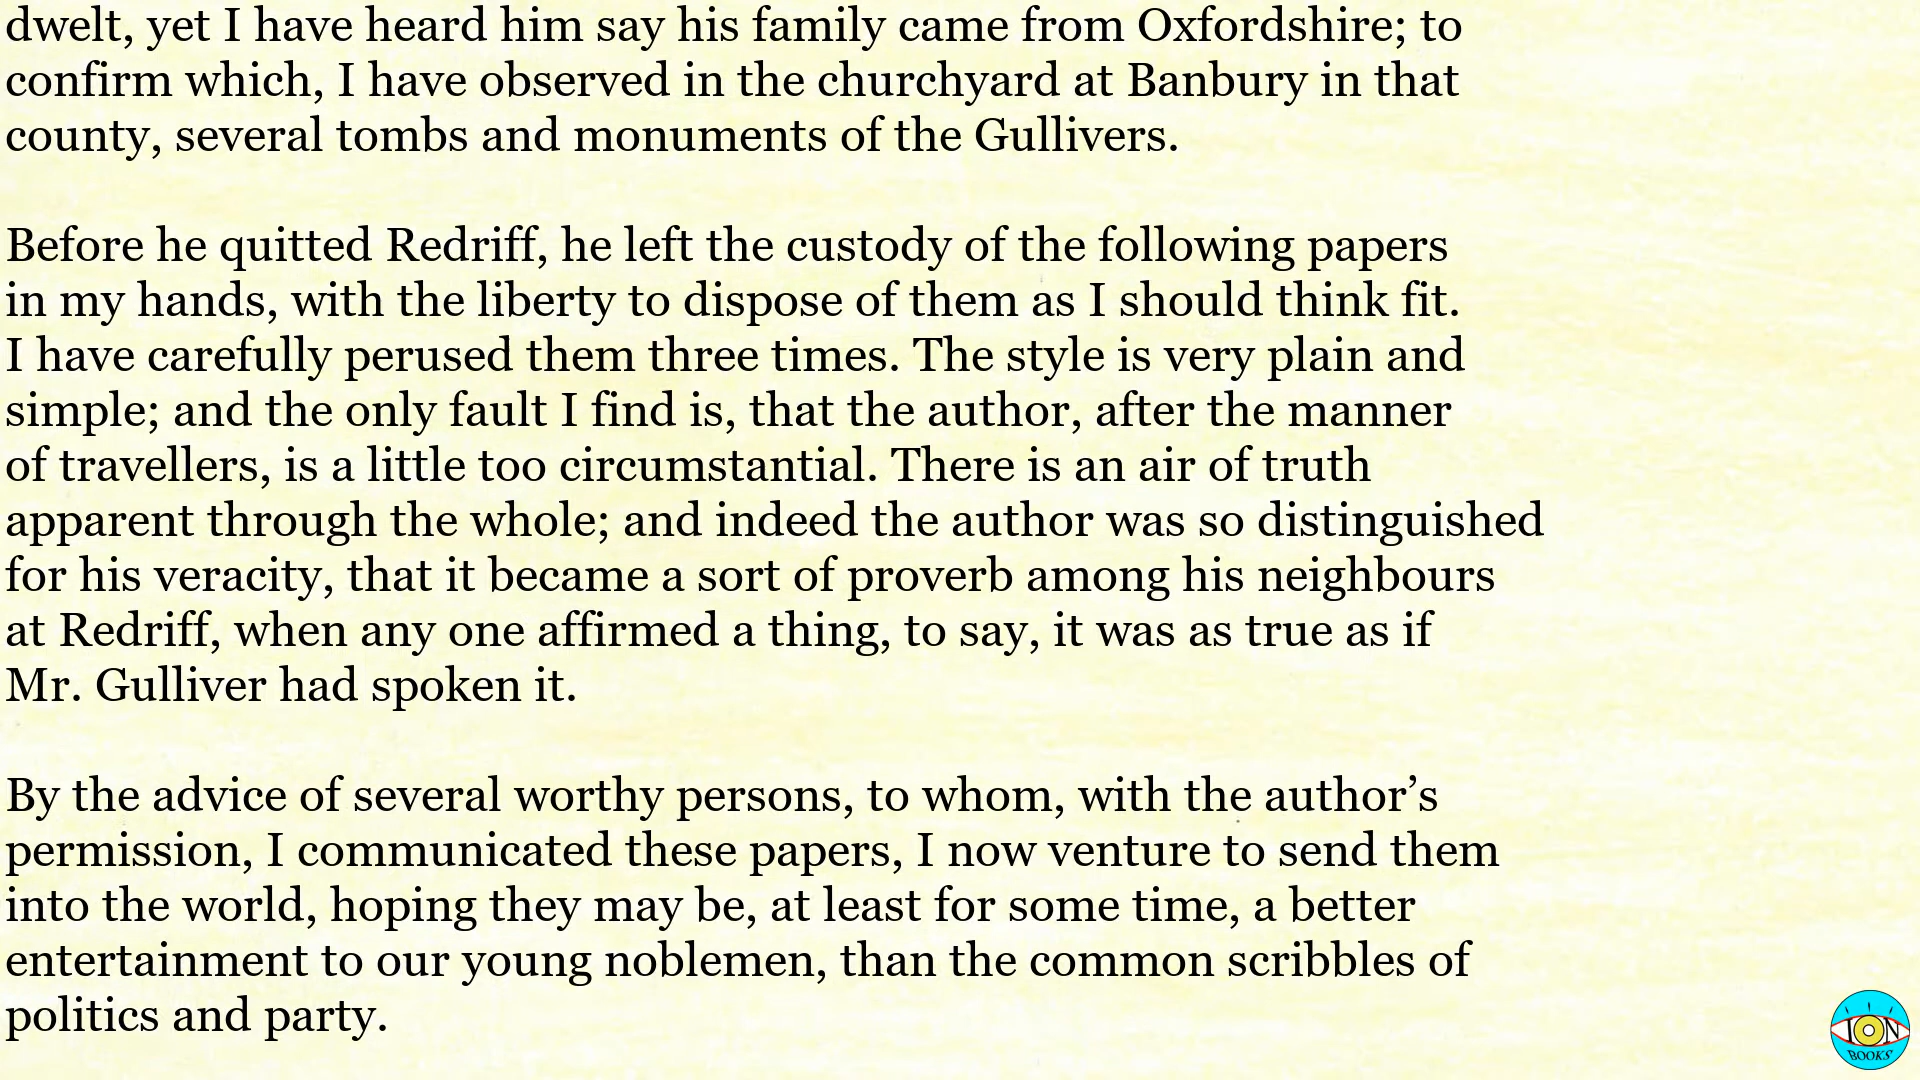 dwelt, yet I have heard him say his family came from Oxfordshire; to
confirm which, I have observed in the churchyard at Banbury in that
county, several tombs and monuments of the Gullivers.
Before he quitted Redriff, he left the custody of the following papers
in my hands, with the liberty to dispose of them as I should think fit.
I have carefully perused them three times. The style is very plain and
simple; and the only fault I find is, that the author, after the manner
of travellers, is a little too circumstantial. There is an air of truth
apparent through the whole; and indeed the author was so distinguished
for his veracity, that it became a sort of proverb among his neighbours
at Redriff, when any one affirmed a thing, to say, it was as true as if
Mr. Gulliver had spoken it.
By the advice of several worthy persons, to whom, with the author’s
permission, I communicated these papers, I now venture to send them
into the world, hoping they may be, at least for some time, a better
entertainment to our young noblemen, than the common scribbles of
politics and party.
ION
BOOKS